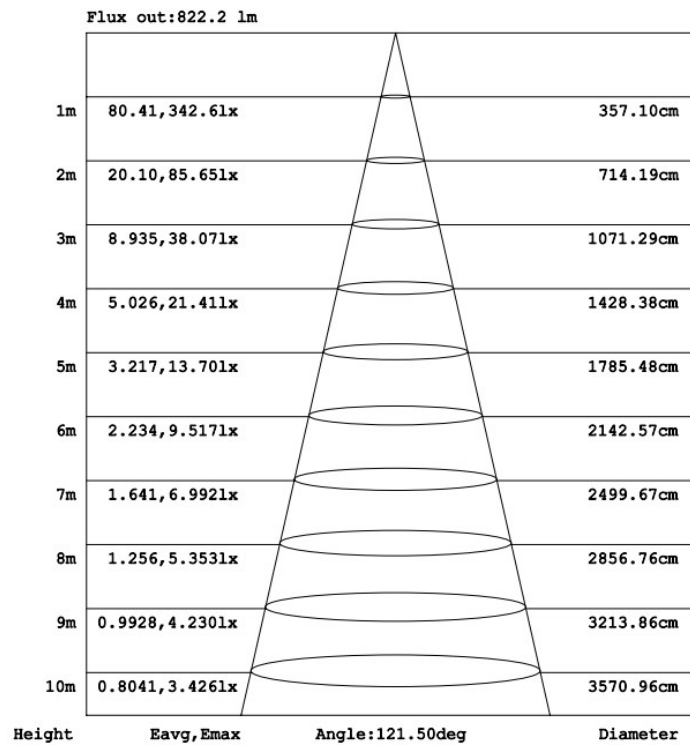 Flux out:822.2 lm
1m 80.41,342.6lx 357.10cm
2m 20.10,85.65lx 714.19cm
3m 8.935,38.07lx 1071.29cm
4m 5.026,21.41lx 1428.38cm
5m 3.217,13.70lx 1785.48cm
6m 2.234,9.517lx 2142.57cm
7m 1.641,6.992lx 2499.67cm
8m 1.256,5.353lx 2856.76cm
9m 0.9928,4.230lx 3213.86cm
10m 0.8041,3.426lx 3570.96cm
Height Eavg,Emax Angle:121.50deg Diameter